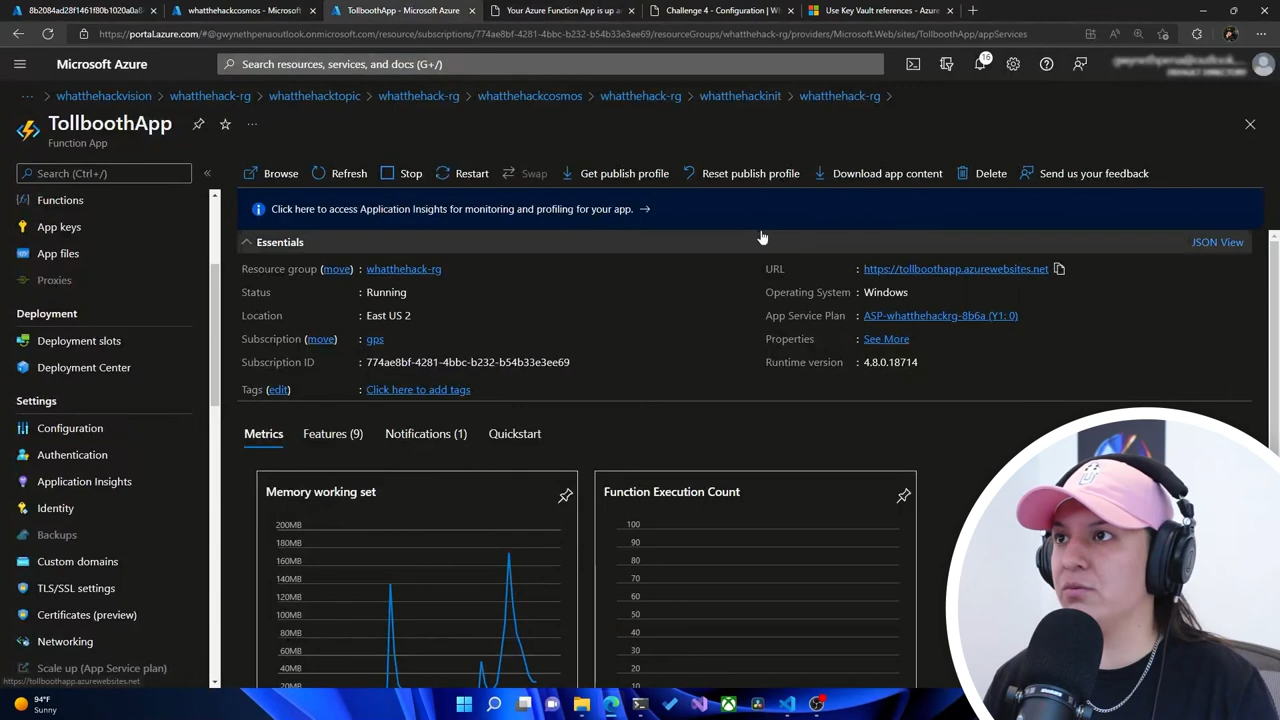 8b2084ad28f1461f80b1020a0a8
whatthehackcosmos - Microsoft
TollboothApp - Microsoft Azure
Your Azure Function App is up a
Challenge 4 - Configuration | Wh
Use Key Vault references - Azure
https://portal.azure.com/#@gwynethpenaoutlook.onmicrosoft.com/resource/subscriptions/774ae8bf-4281-4bbc-b232-b54b33e3ee69/resourceGroups/whatthehack-rg/providers/Microsoft.Web/sites/TollboothApp/appServices
Microsoft Azure
Search resources, services, and docs (G+/)
16
DEFAULT DIRECTORY
whatthehackvision > whatthehack-rg > whatthehacktopic > whatthehack-rg > whatthehackcosmos > whatthehack-rg > whatthehackinit > whatthehack-rg >
TollboothApp
Function App
Search (Ctrl+/)
Functions
App keys
App files
Proxies
Deployment
Deployment slots
Deployment Center
Settings
Configuration
Authentication
Application Insights
Identity
Backups
Custom domains
TLS/SSL settings
Certificates (preview)
Networking
Scale up (App Service plan)
https://tollboothapp.azurewebsites.net
Browse Refresh Stop Restart Swap Get publish profile Reset publish profile Download app content Delete Send us your feedback
Click here to access Application Insights for monitoring and profiling for your app.
Essentials
JSON View
Resource group (move) : whatthehack-rg
Status : Running
Location : East US 2
Subscription (move) : gps
Subscription ID : 774ae8bf-4281-4bbc-b232-b54b33e3ee69
Tags (edit) : Click here to add tags
URL : https://tollboothapp.azurewebsites.net
Operating System : Windows
App Service Plan : ASP-whatthehackrg-8b6a (Y1: 0)
Properties : See More
Runtime version : 4.8.0.18714
Metrics Features (9) Notifications (1) Quickstart
Memory working set
200MB
180MB
160MB
140MB
120MB
100MB
80MB
60MB
40MB
20MB
Function Execution Count
100
90
80
70
60
50
40
30
20
10
94°F
Sunny